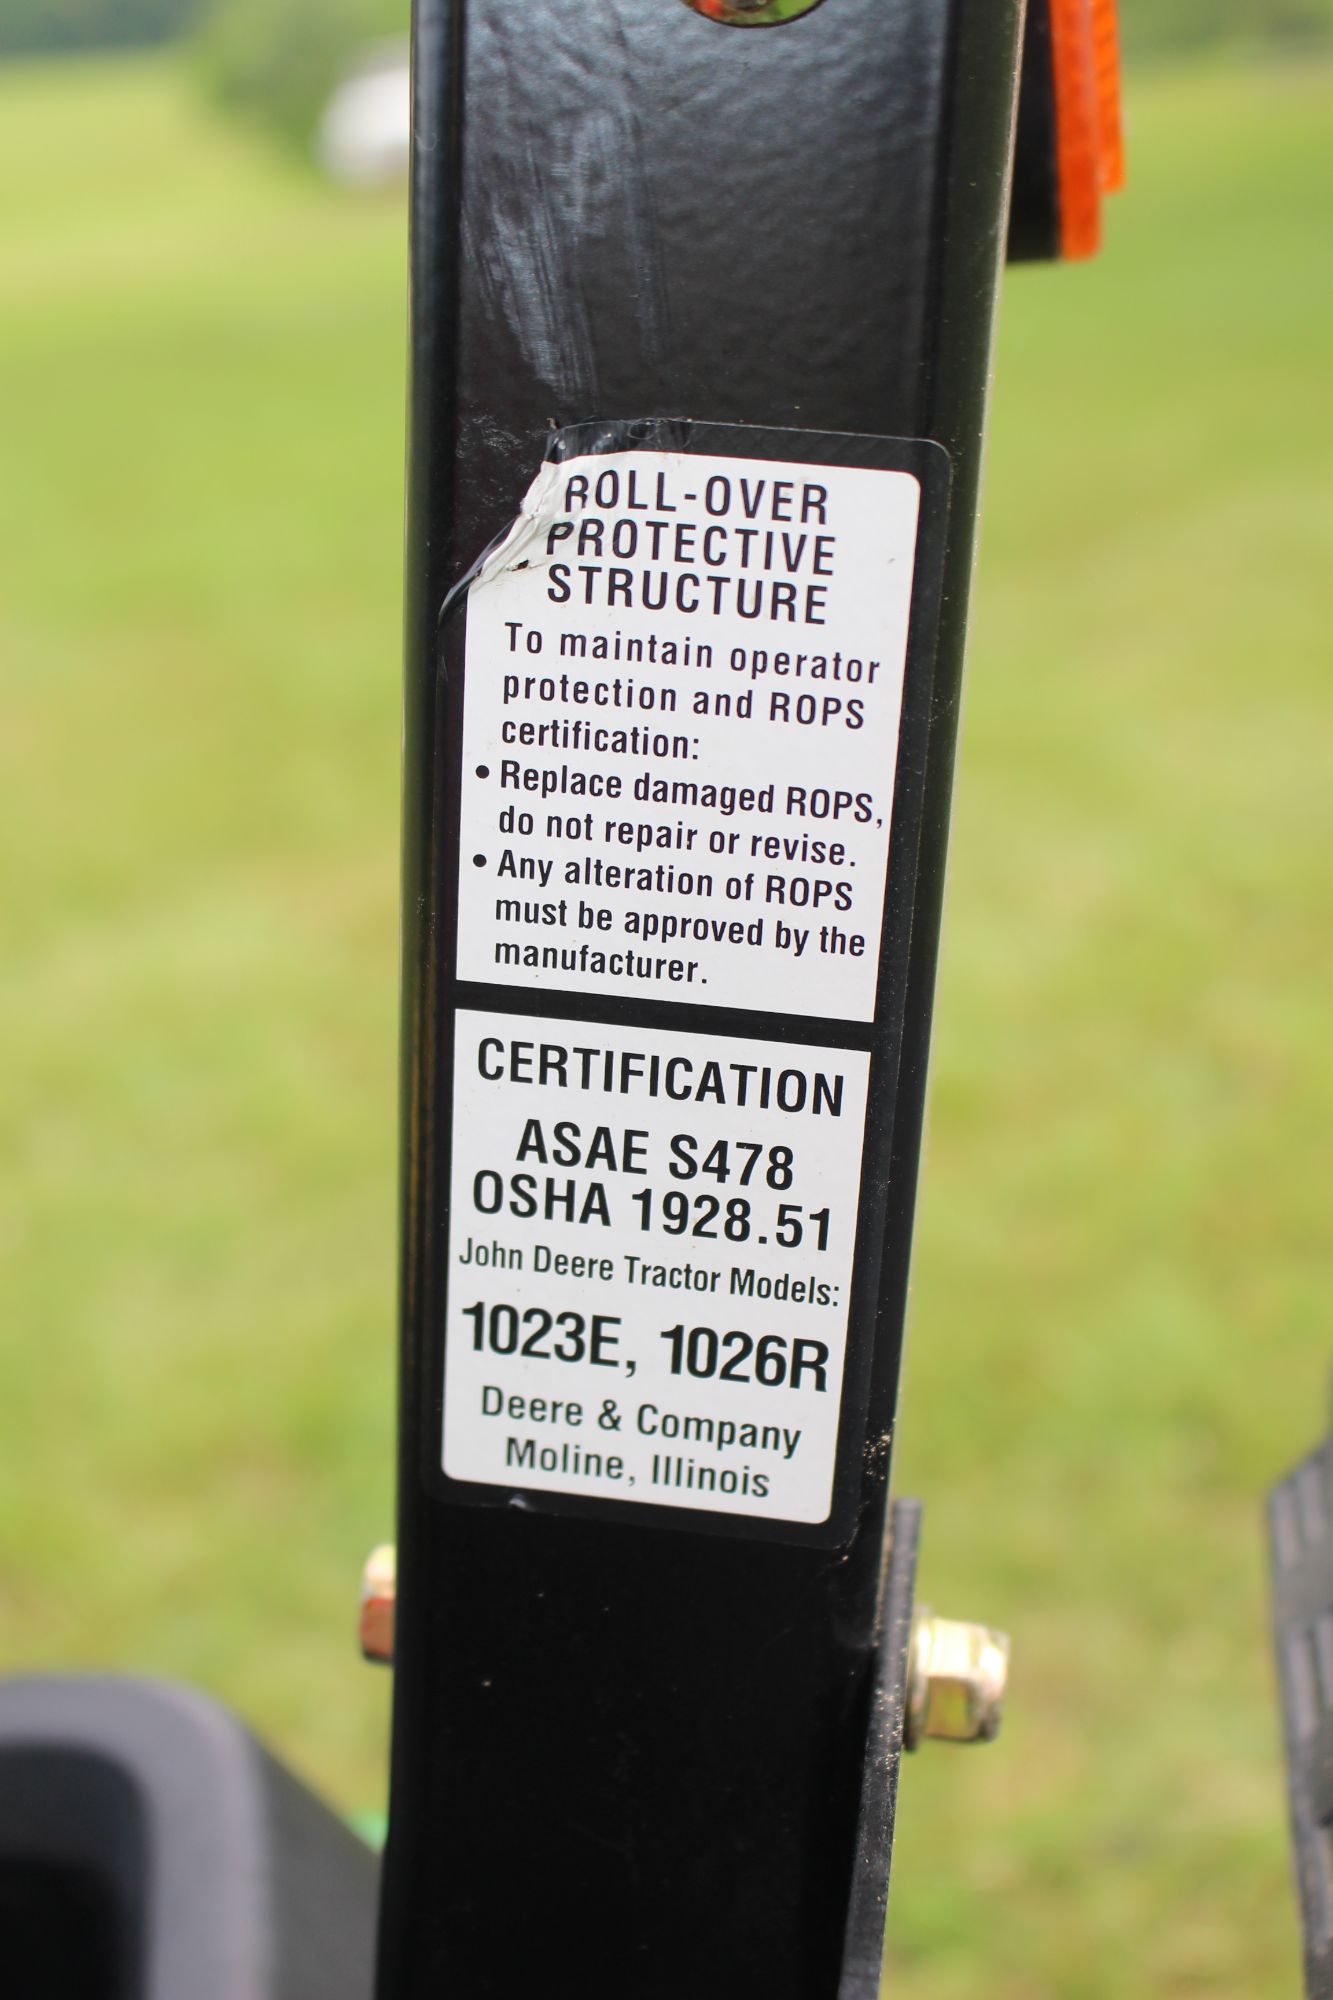 ROLL-OVER
PROTECTIVE
STRUCTURE
To maintain operator
protection and ROPS
certification:
• Replace damaged ROPS,
do not repair or revise.
• Any alteration of ROPS
must be approved by the
manufacturer.
CERTIFICATION
ASAE S478
OSHA 1928.51
John Deere Tractor Models:
1023E, 1026R
Deere & Company
Moline, Illinois